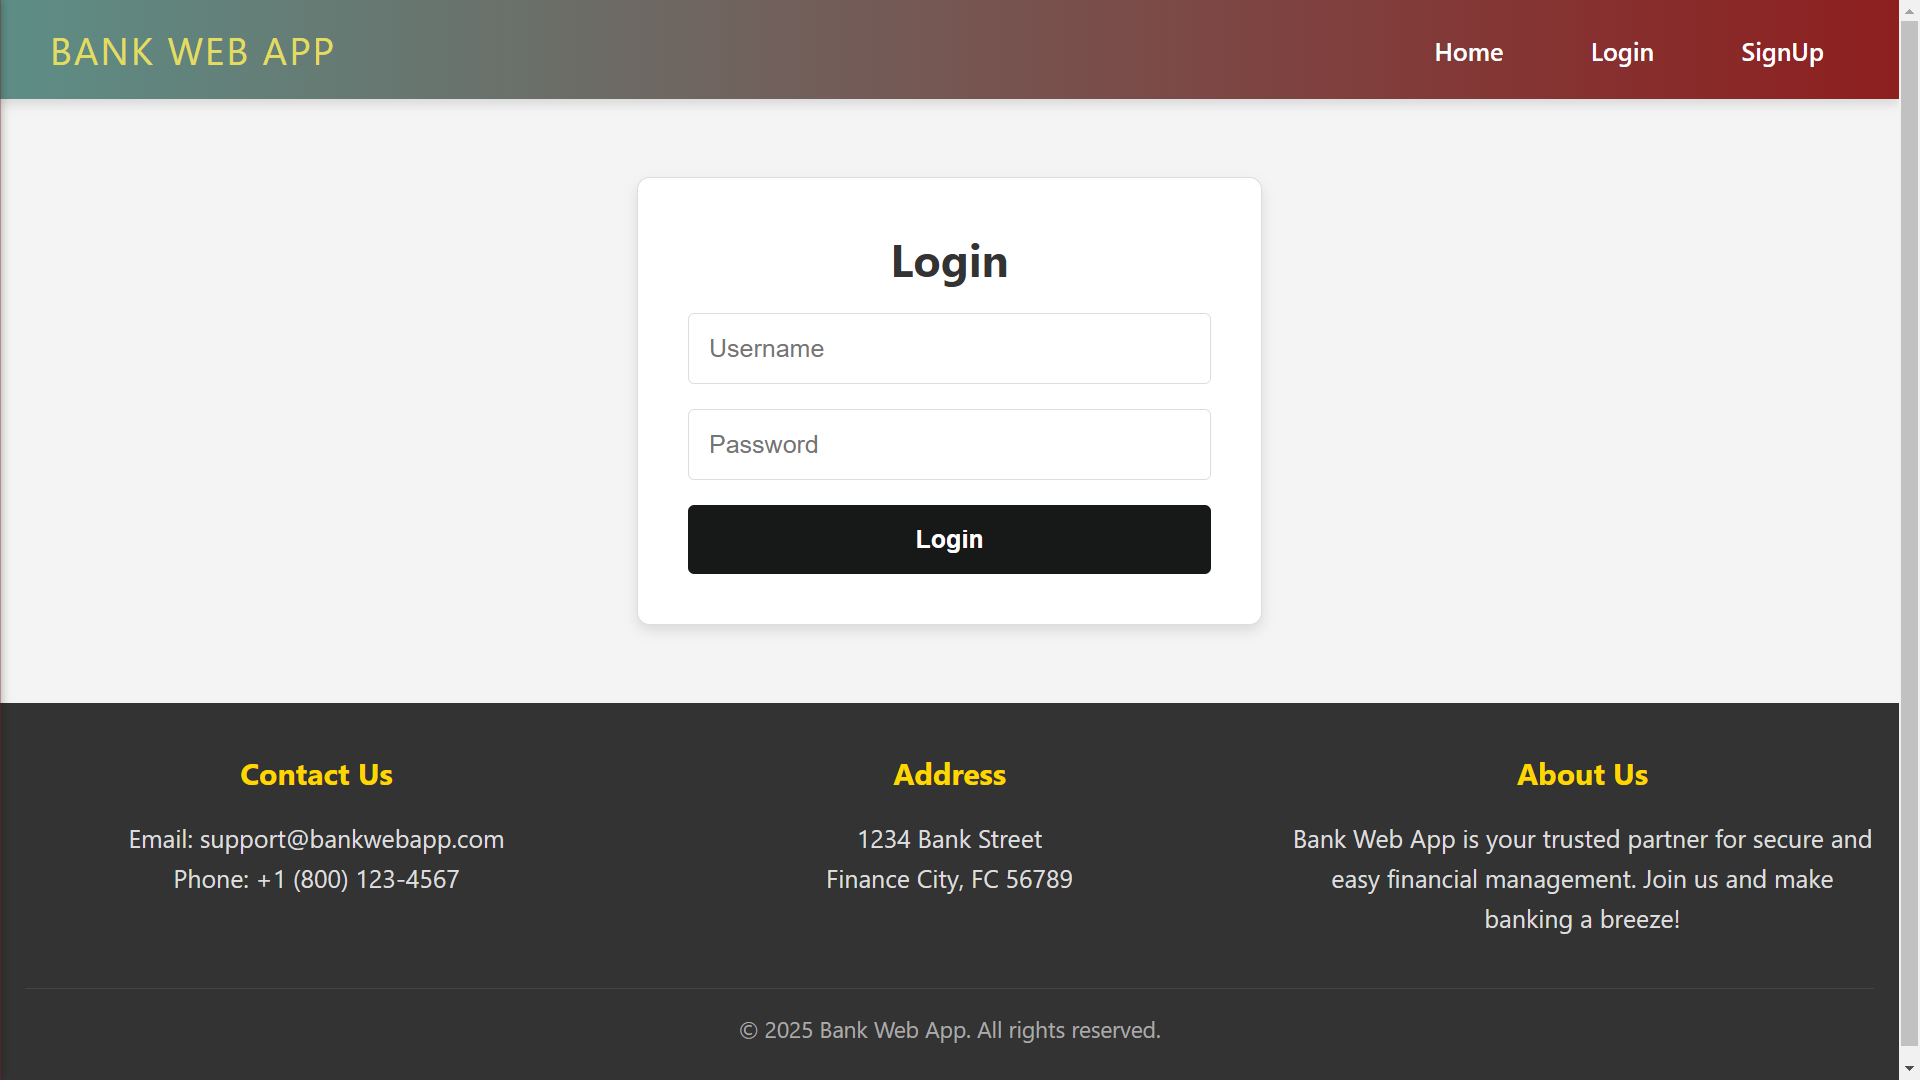 BANK WEB APP
Home
Login
SignUp
Login
Username
Password
Login
Contact Us
Email: support@bankwebapp.com
Phone: +1 (800) 123-4567
Address
1234 Bank Street
Finance City, FC 56789
About Us
Bank Web App is your trusted partner for secure and
easy financial management. Join us and make
banking a breeze!
© 2025 Bank Web App. All rights reserved.